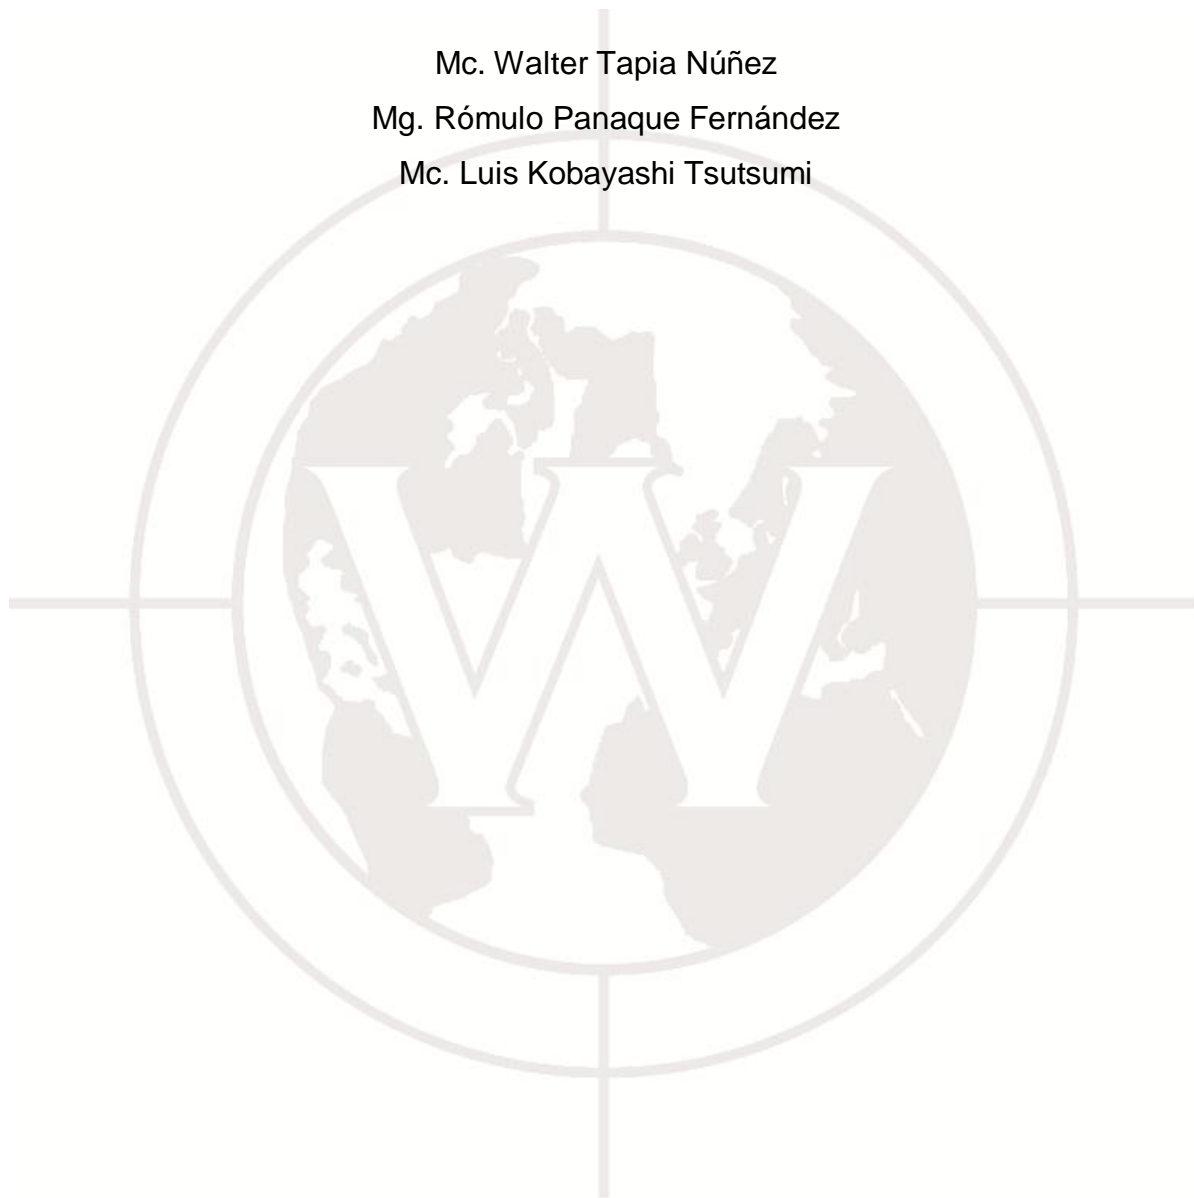 Mc. Walter Tapia Núñez
Mg. Rómulo Panaque Fernández
Mc. Luis Kobayashi Tsutsumi
W